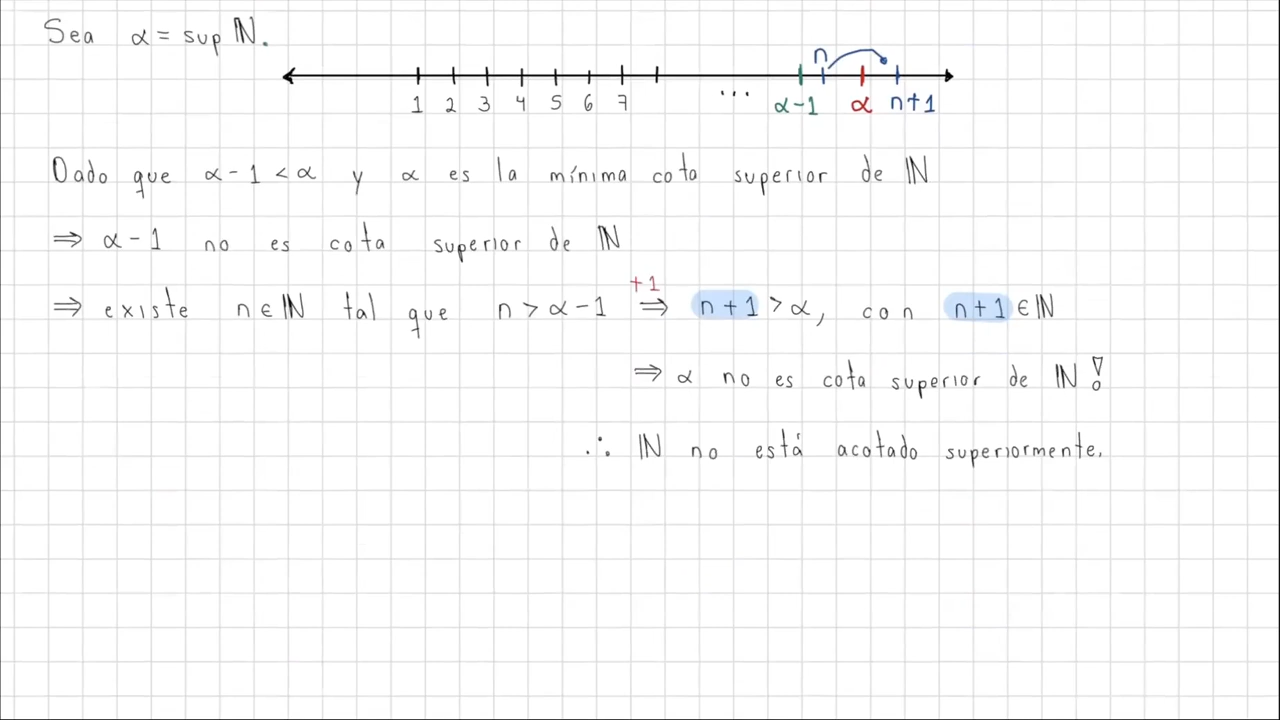 Sea α = sup ℕ.
n
1 2 3 4 5 6 7 ... α-1 α n+1
Dado que α-1 < α y α es la mínima cota superior de ℕ
⇒ α-1 no es cota superior de ℕ
+1
⇒ existe n ∈ ℕ tal que n > α-1 ⇒ n+1 > α, con n+1 ∈ ℕ
⇒ α no es cota superior de ℕ!
∴ ℕ no está acotado superiormente.